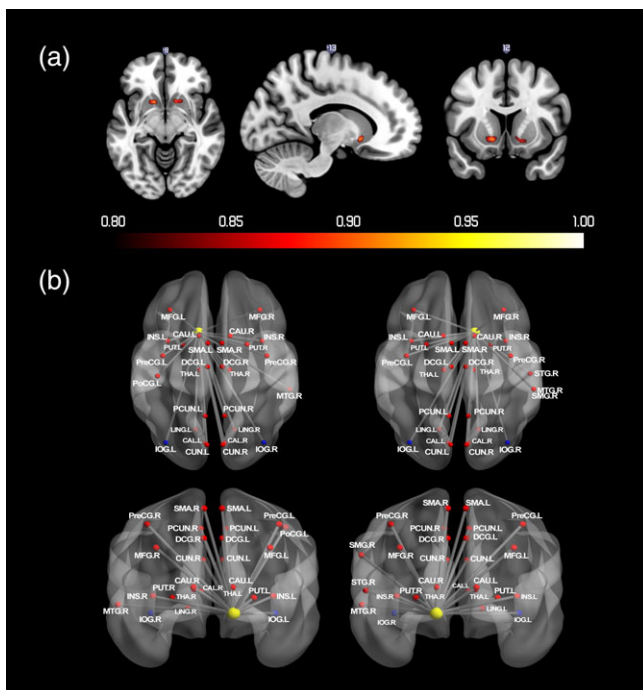 (a)
-13
12
0.80 0.85 0.90 0.95 1.00
(b)
MFG.L MFG.R
INS.L CAU.L CAU.R INS.R
PUT.L SMA.L SMA.R PUT.R
PreCG.L DCG.L DCG.R PreCG.R
PoCG.L THA.L THA.R
MTG.R
PCUN.L PCUN.R
LING.L LING.R
IOG.L CAL.L CAL.R IOG.R
CUN.L CUN.R
MFG.L MFG.R
INS.L CAU.L CAU.R INS.R
PUT.L SMA.L SMA.R PUT.R
PreCG.L DCG.L DCG.R PreCG.R
THA.L THA.R STG.R
MTG.R
SMG.R
PCUN.L PCUN.R
LING.L LING.R
IOG.L CAL.L CAL.R IOG.R
CUN.L CUN.R
SMA.R SMA.L
PreCG.R PreCG.L
PCUN.R PCUN.L PoCG.L
DCG.R DCG.L
MFG.R MFG.L
CUN.R CUN.L
CAU.R CAL.R CAU.L
PUT.R THA.L PUT.L
INS.R THA.R INS.L
MTG.R LING.R
IOG.R IOG.L
SMA.R SMA.L
PreCG.R PreCG.L
PCUN.R PCUN.L
DCG.R DCG.L
SMG.R MFG.R MFG.L
CUN.R CUN.L
STG.R CAU.R CAL.L CAU.L
PUT.R THA.R THA.L PUT.L
INS.R INS.L
MTG.R LING.L
IOG.R IOG.L